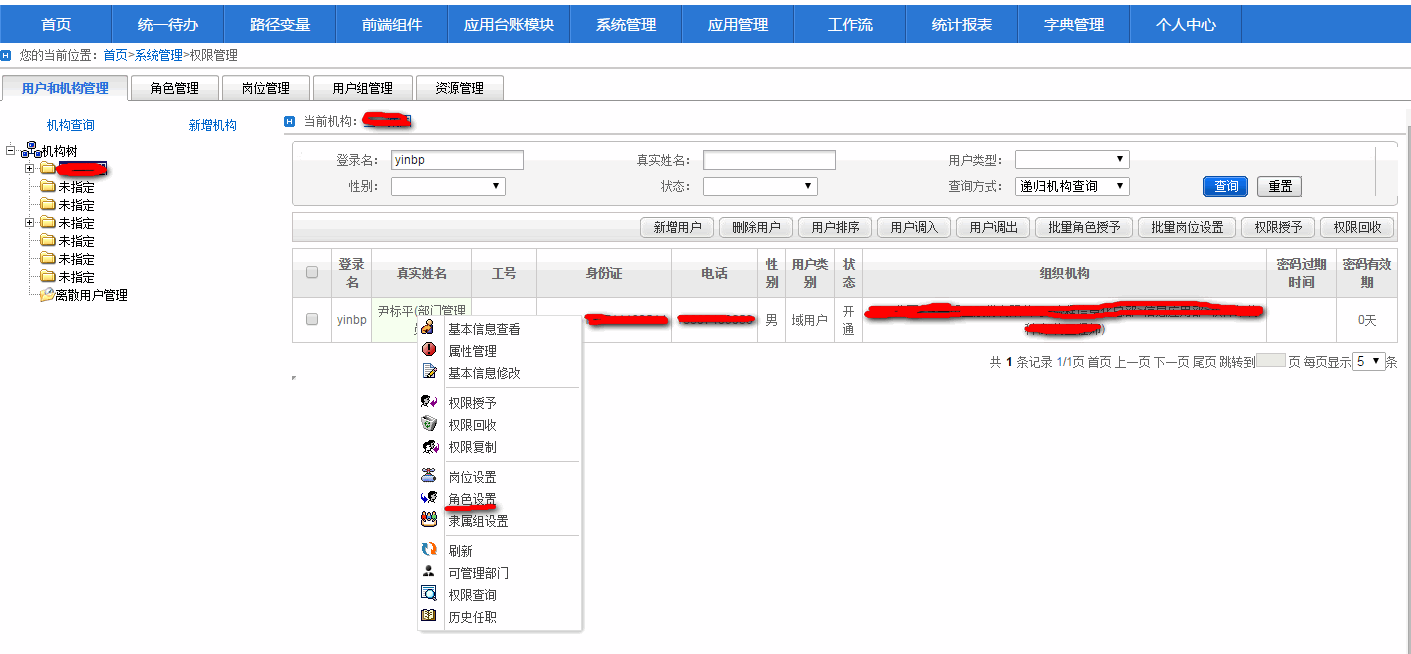 首页 统一待办 路径变量 前端组件 应用台账模块 系统管理 应用管理 工作流 统计报表 字典管理 个人中心
您的当前位置：首页>系统管理>权限管理
用户和机构管理 角色管理 岗位管理 用户组管理 资源管理
机构查询 新增机构
当前机构：
机构树
未指定
未指定
未指定
未指定
未指定
未指定
离散用户管理
登录名： yinbp 真实姓名： 用户类型：
性别： 状态： 查询方式： 递归机构查询 查询 重置
新增用户 删除用户 用户排序 用户调入 用户调出 批量角色授予 批量岗位设置 权限授予 权限回收
登录名 真实姓名 工号 身份证 电话 性别 用户类别 状态 组织机构 密码过期时间 密码有效期
yinbp 尹标平(部门管理 男 域用户 开通 0天
共 1 条记录 1/1页 首页 上一页 下一页 尾页 跳转到 页 每页显示 5 条
基本信息查看
属性管理
基本信息修改
权限授予
权限回收
权限复制
岗位设置
角色设置
隶属组设置
刷新
可管理部门
权限查询
历史任职